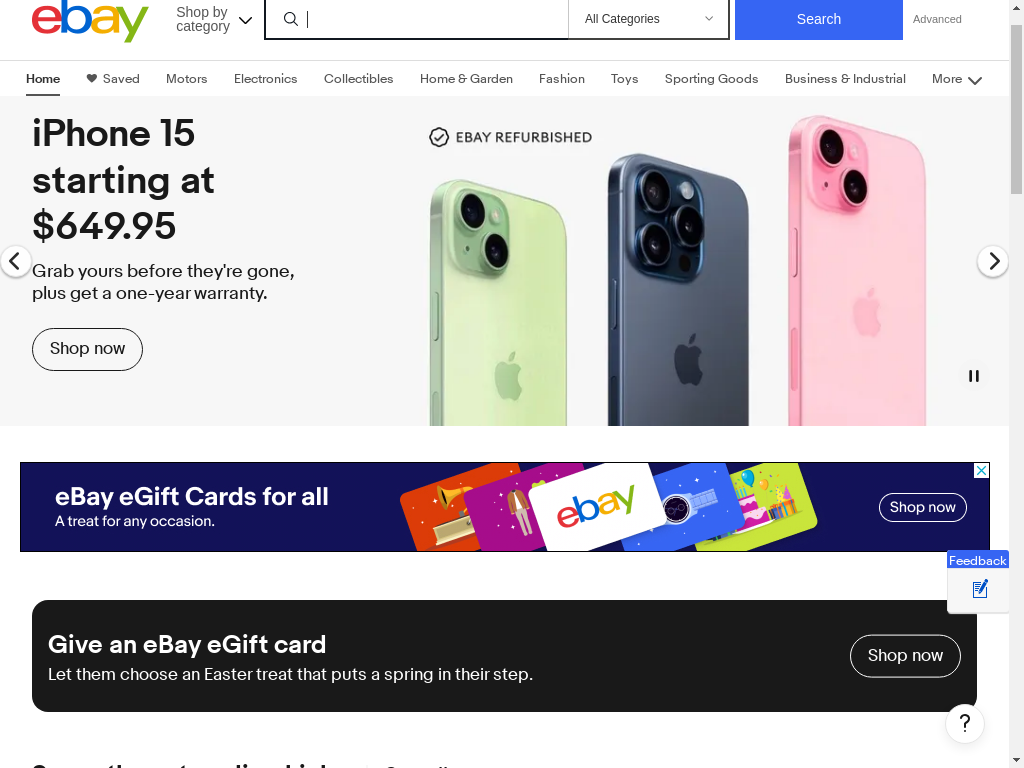 ebay
Shop by
category
All Categories
Search
Advanced
Home
Saved
Motors
Electronics
Collectibles
Home & Garden
Fashion
Toys
Sporting Goods
Business & Industrial
More
iPhone 15
starting at
$649.95
Grab yours before they're gone,
plus get a one-year warranty.
Shop now
EBAY REFURBISHED
eBay eGift Cards for all
A treat for any occasion.
ebay
Shop now
Feedback
Give an eBay eGift card
Let them choose an Easter treat that puts a spring in their step.
Shop now
?